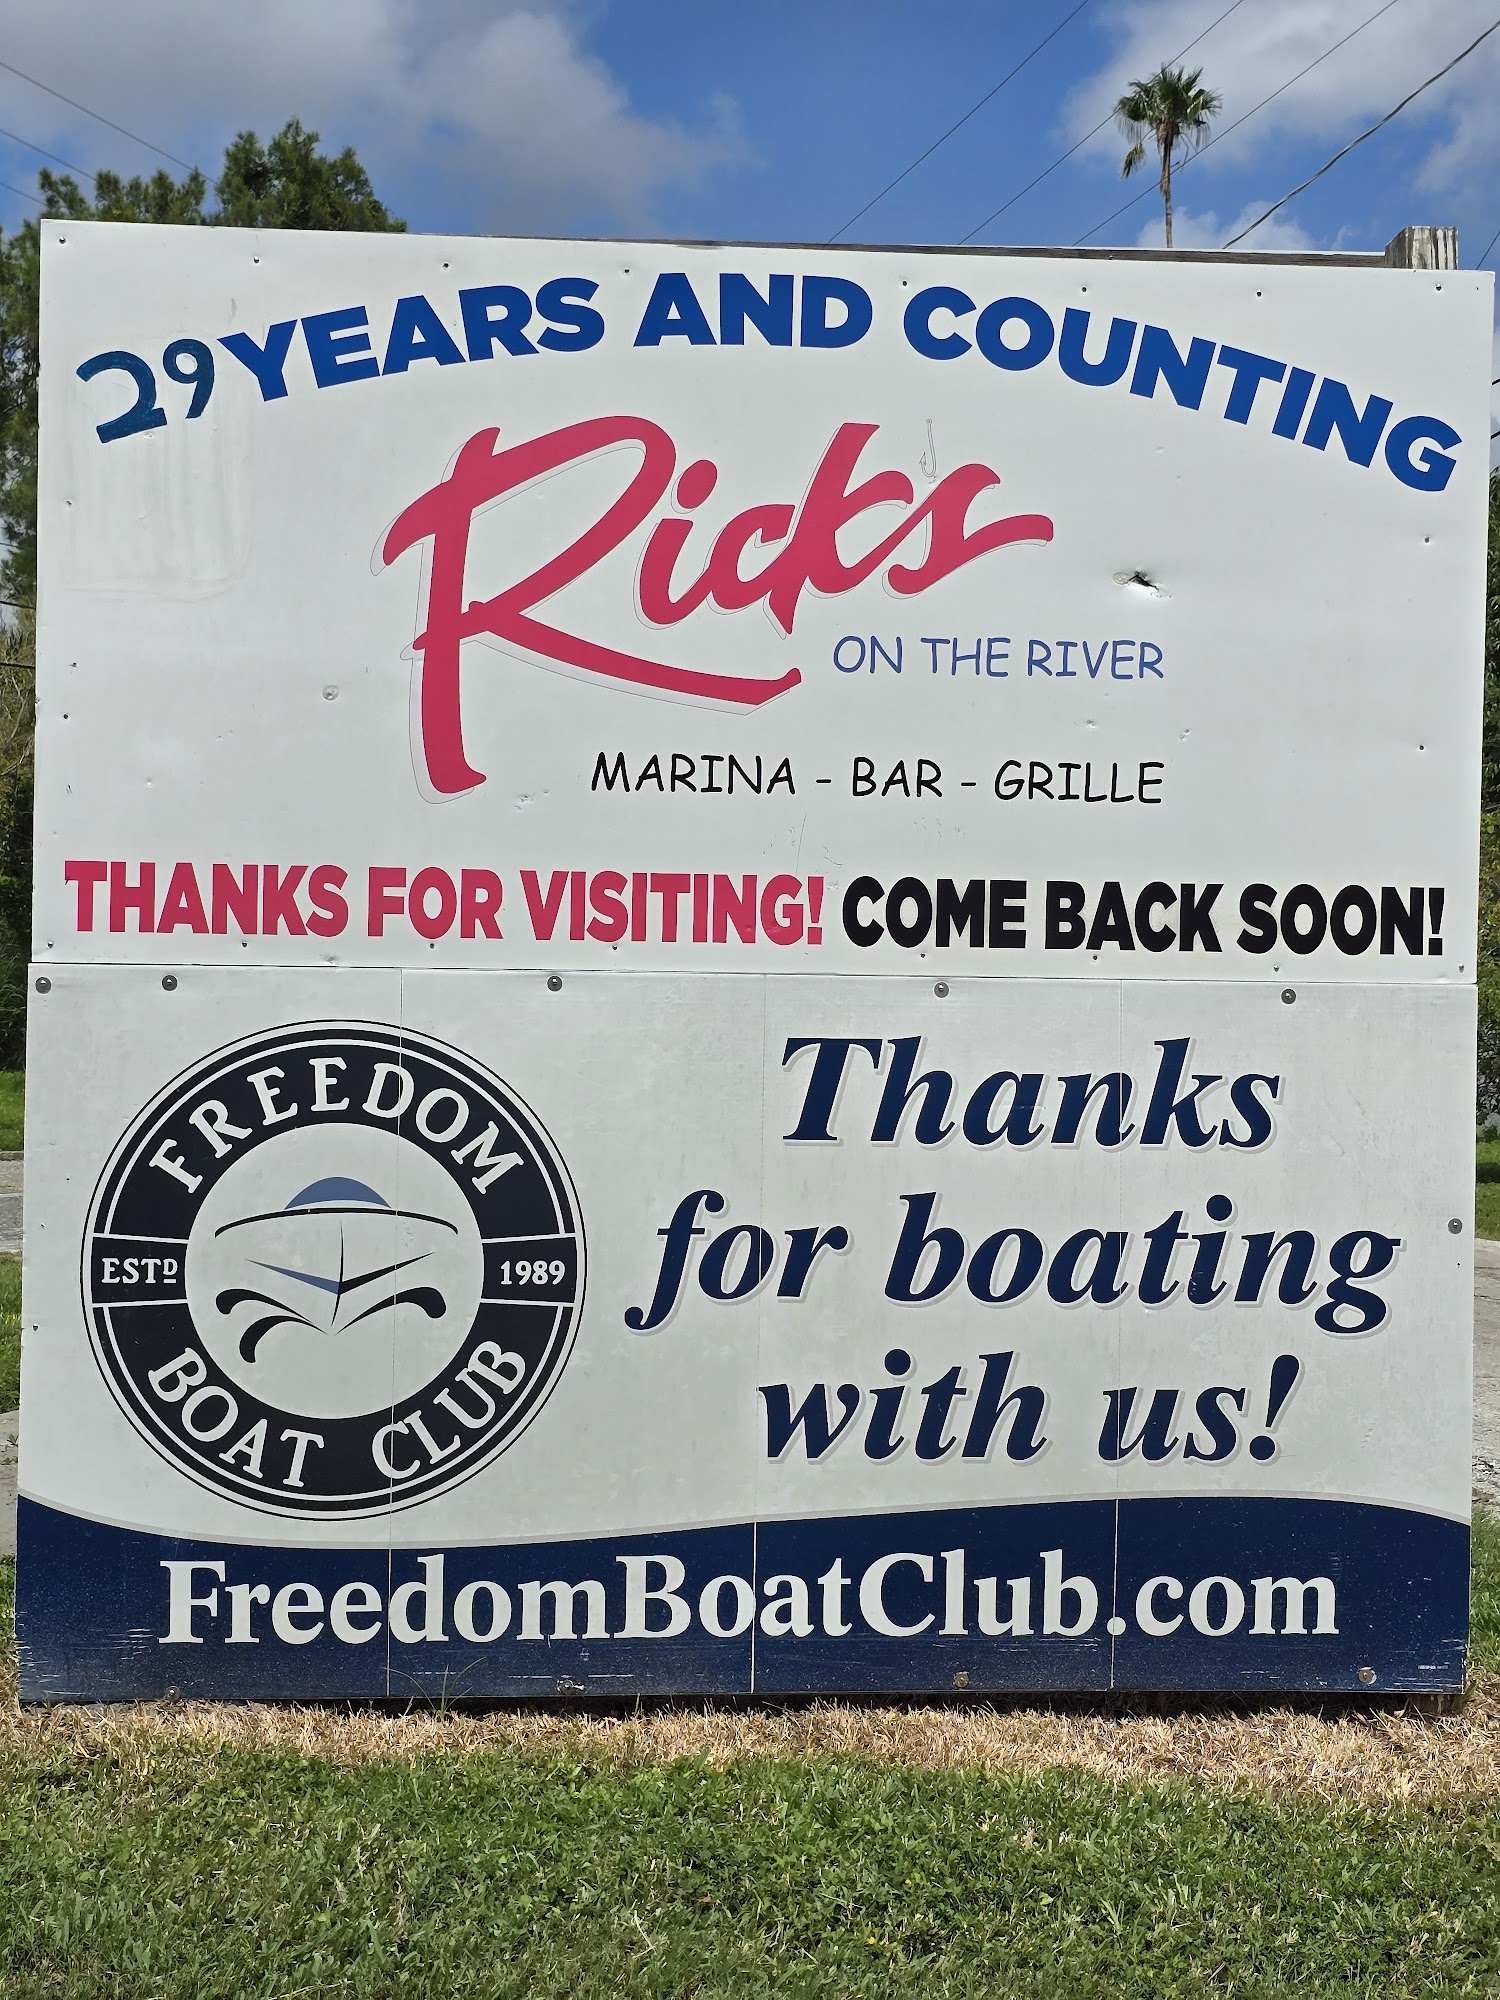 29 YEARS AND COUNTING
Rick's
ON THE RIVER
MARINA - BAR - GRILLE
THANKS FOR VISITING! COME BACK SOON!
FREEDOM
ESTD 1989
BOAT CLUB
Thanks
for boating
with us!
FreedomBoatClub.com